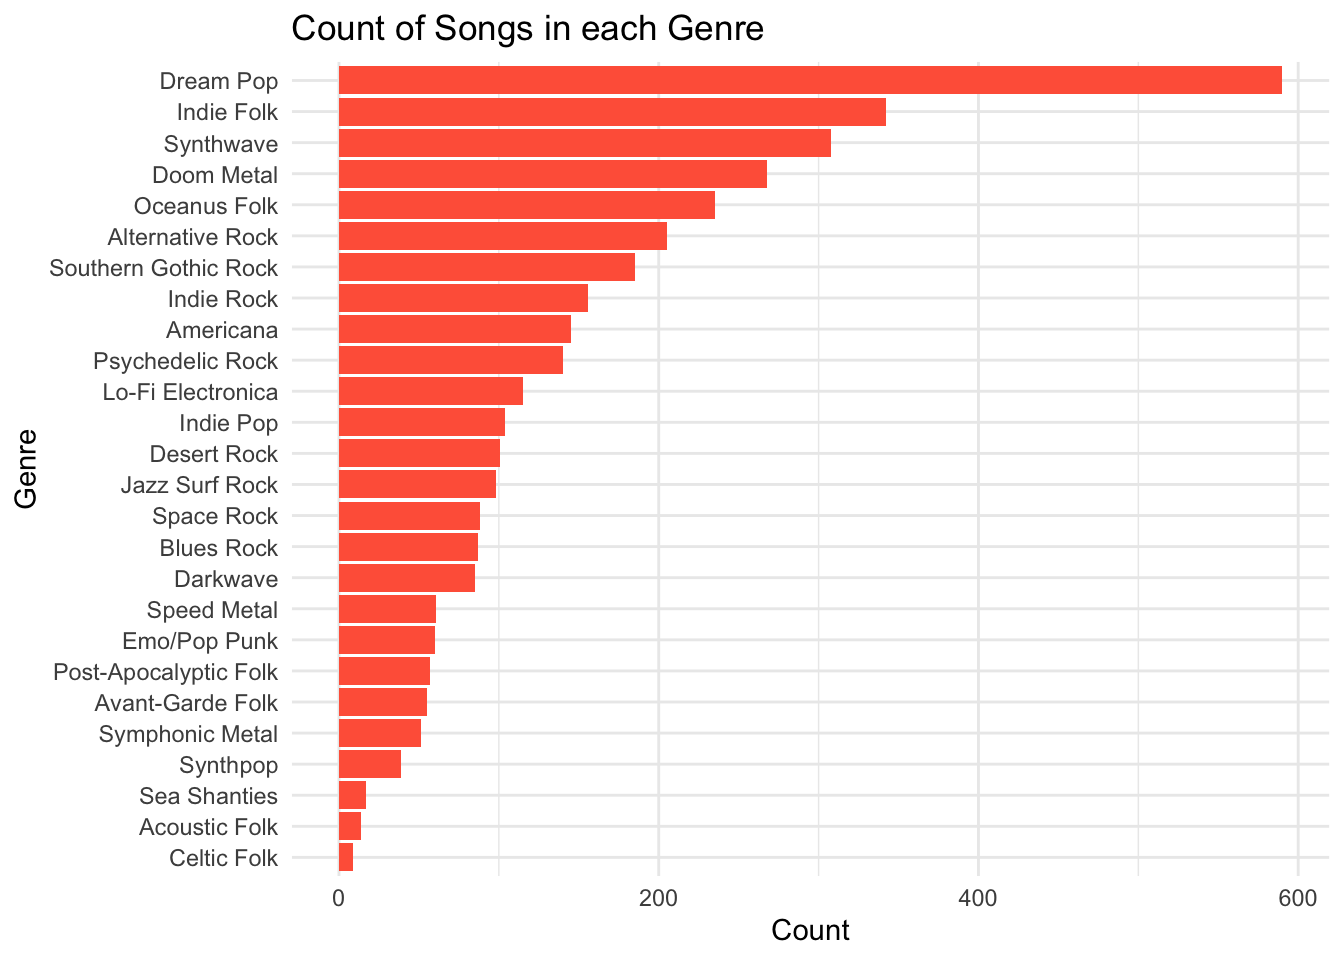 Count of Songs in each Genre
Dream Pop
Indie Folk
Synthwave
Doom Metal
Oceanus Folk
Alternative Rock
Southern Gothic Rock
Indie Rock
Americana
Psychedelic Rock
Lo-Fi Electronica
Indie Pop
Desert Rock
Jazz Surf Rock
Space Rock
Blues Rock
Darkwave
Speed Metal
Emo/Pop Punk
Post-Apocalyptic Folk
Avant-Garde Folk
Symphonic Metal
Synthpop
Sea Shanties
Acoustic Folk
Celtic Folk
Genre
0 200 400 600
Count